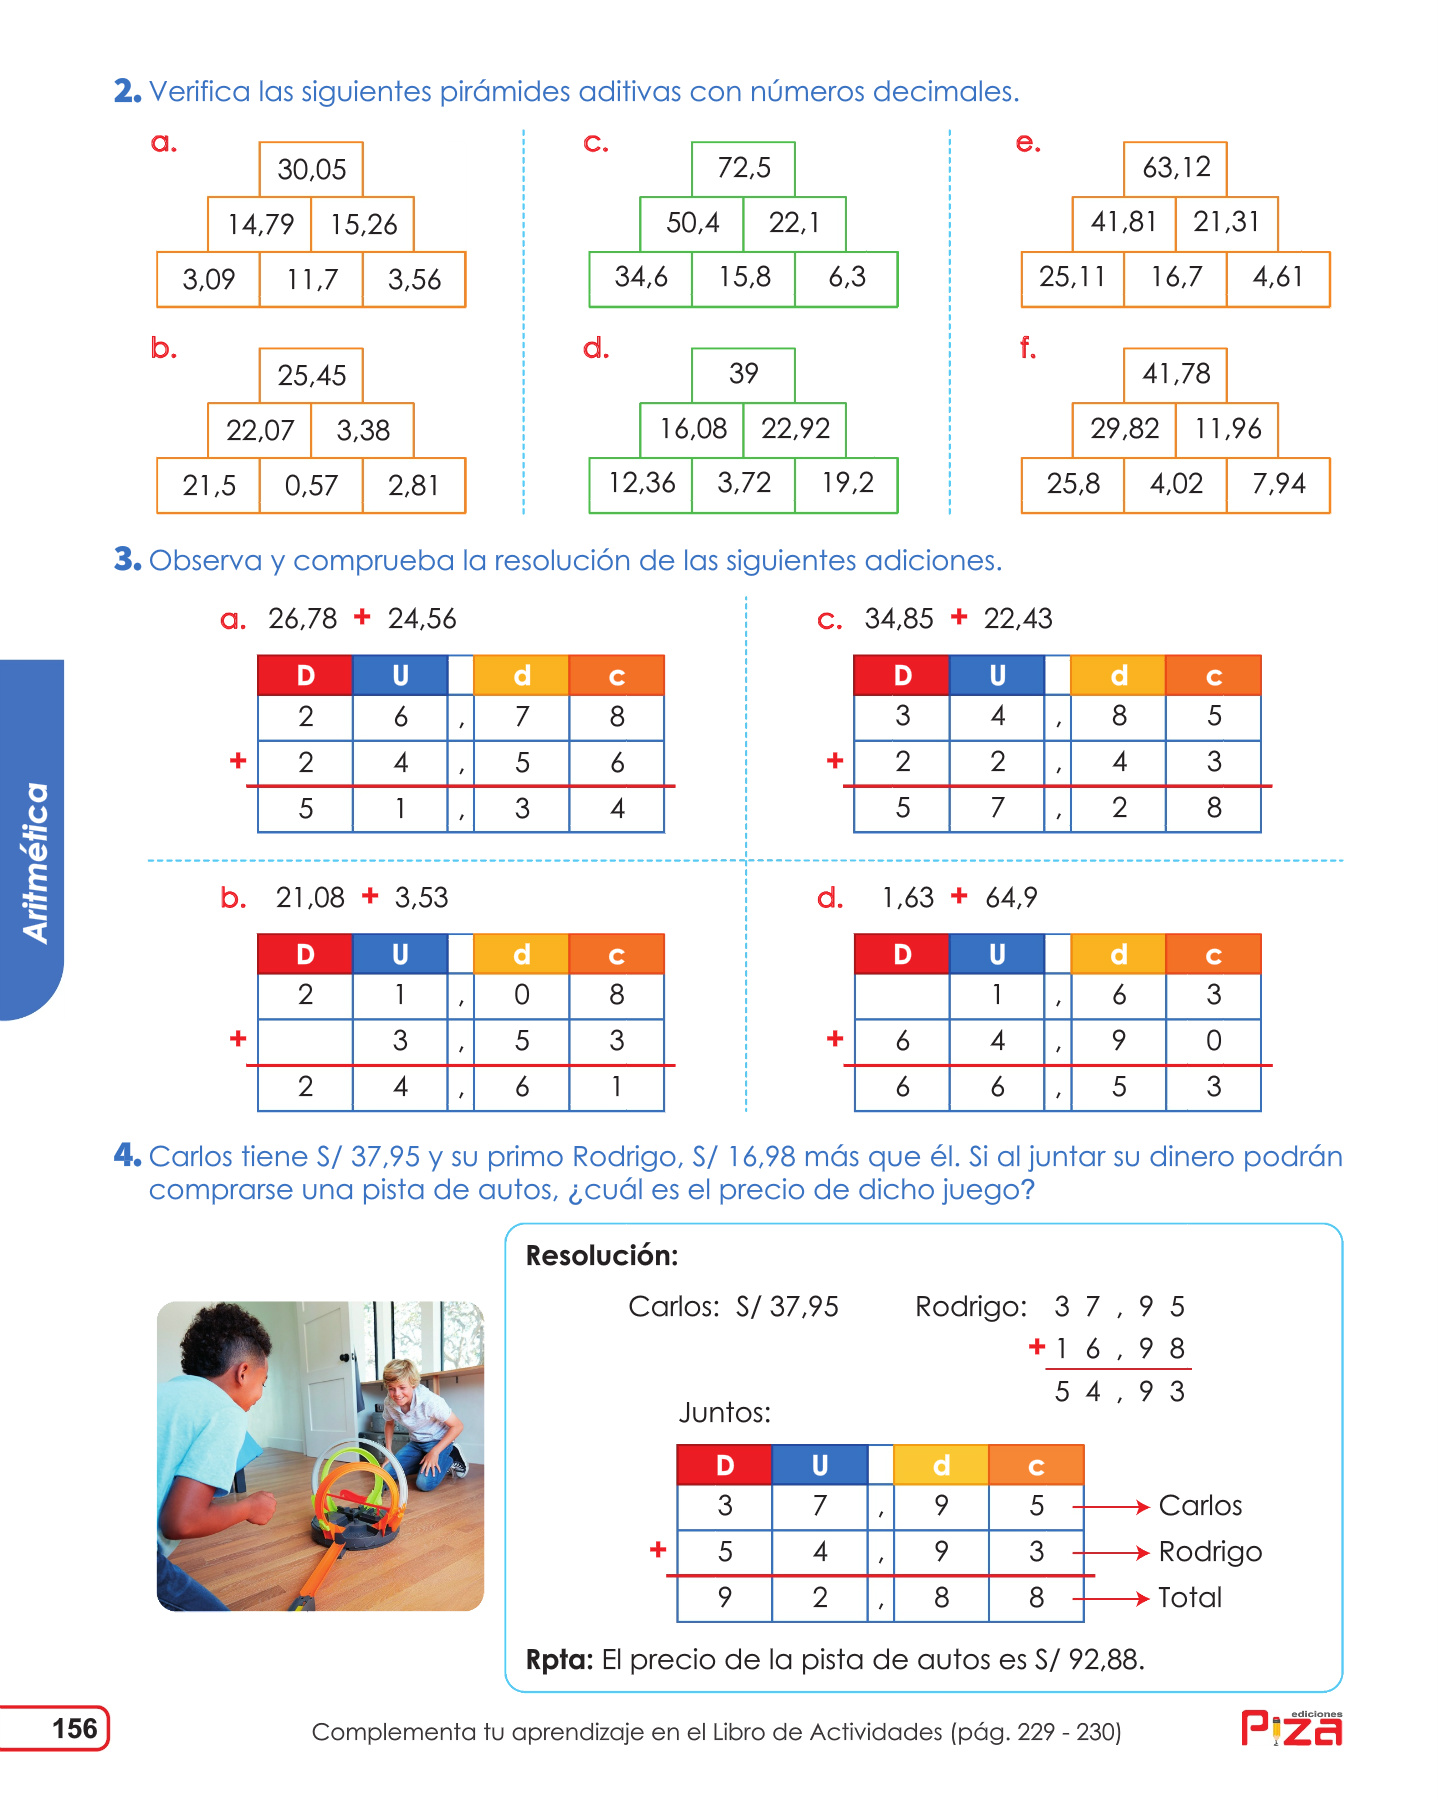 2. Verifica las siguientes pirámides aditivas con números decimales.
a.
30,05
14,79 15,26
3,09 11,7 3,56
b.
25,45
22,07 3,38
21,5 0,57 2,81
c.
72,5
50,4 22,1
34,6 15,8 6,3
d.
39
16,08 22,92
12,36 3,72 19,2
e.
63,12
41,81 21,31
25,11 16,7 4,61
f.
41,78
29,82 11,96
25,8 4,02 7,94
3. Observa y comprueba la resolución de las siguientes adiciones.
a. 26,78 + 24,56
D U d c
2 6 , 7 8
+ 2 4 , 5 6
5 1 , 3 4
b. 21,08 + 3,53
D U d c
2 1 , 0 8
+ 3 , 5 3
2 4 , 6 1
c. 34,85 + 22,43
D U d c
3 4 , 8 5
+ 2 2 , 4 3
5 7 , 2 8
d. 1,63 + 64,9
D U d c
1 , 6 3
+ 6 4 , 9 0
6 6 , 5 3
Aritmética
4. Carlos tiene S/ 37,95 y su primo Rodrigo, S/ 16,98 más que él. Si al juntar su dinero podrán
comprarse una pista de autos, ¿cuál es el precio de dicho juego?
Resolución:
Carlos: S/ 37,95 Rodrigo: 3 7 , 9 5
+ 1 6 , 9 8
5 4 , 9 3
Juntos:
D U d c
3 7 , 9 5 Carlos
+ 5 4 , 9 3 Rodrigo
9 2 , 8 8 Total
Rpta: El precio de la pista de autos es S/ 92,88.
156
Complementa tu aprendizaje en el Libro de Actividades (pág. 229 - 230)
ediciones
Piza